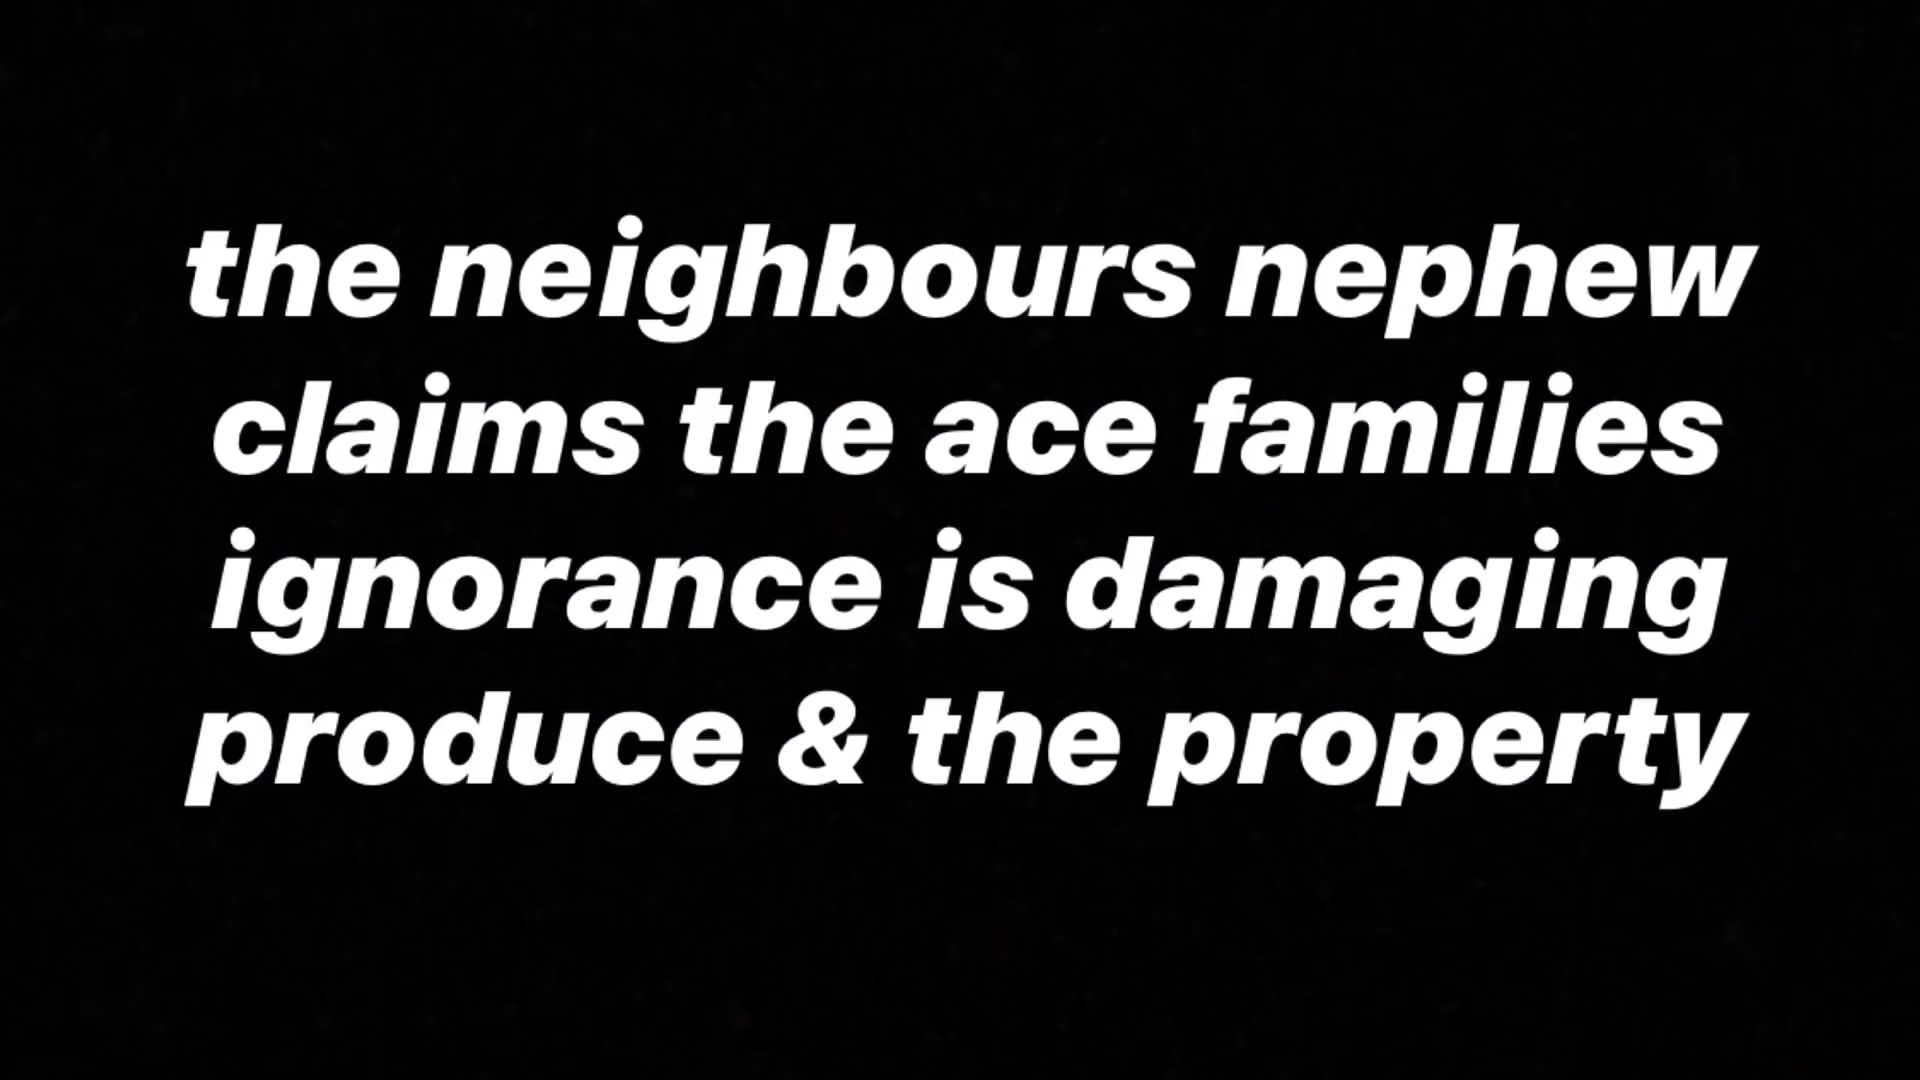 the neighbours nephew
claims the ace families
ignorance is damaging
produce & the property